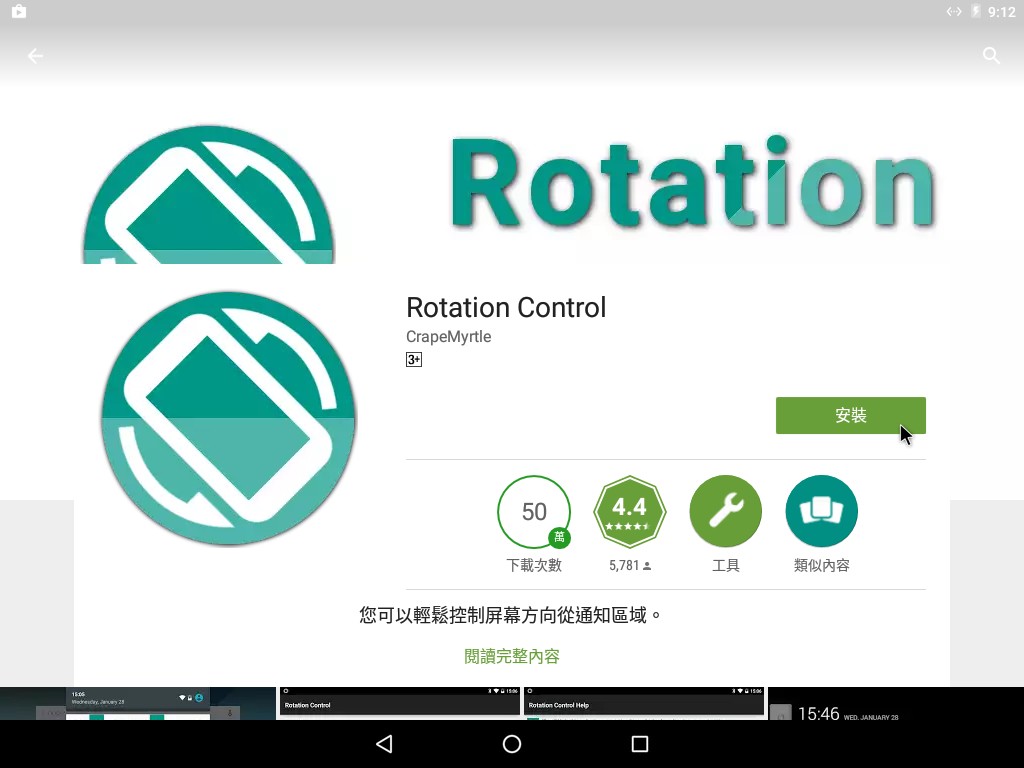 9:12
Rotation
Rotation Control
CrapeMyrtle
3+
安裝
50
萬
4.4
下載次數
5,781
工具
類似內容
您可以輕鬆控制屏幕方向從通知區域。
閱讀完整內容
15:05
Wednesday, January 28
15:06
Rotation Control
15:06
Rotation Control Help
15:46 WED, JANUARY 28